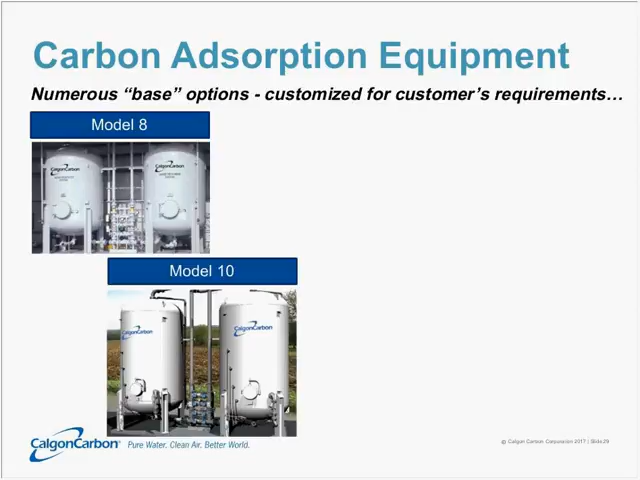 Carbon Adsorption Equipment
Numerous “base” options - customized for customer’s requirements…
Model 8
CalgonCarbon
CalgonCarbon
Model 10
CalgonCarbon
CalgonCarbon
CalgonCarbon® Pure Water. Clean Air. Better World.
© Calgon Carbon Corporation 2017 | Slide 29